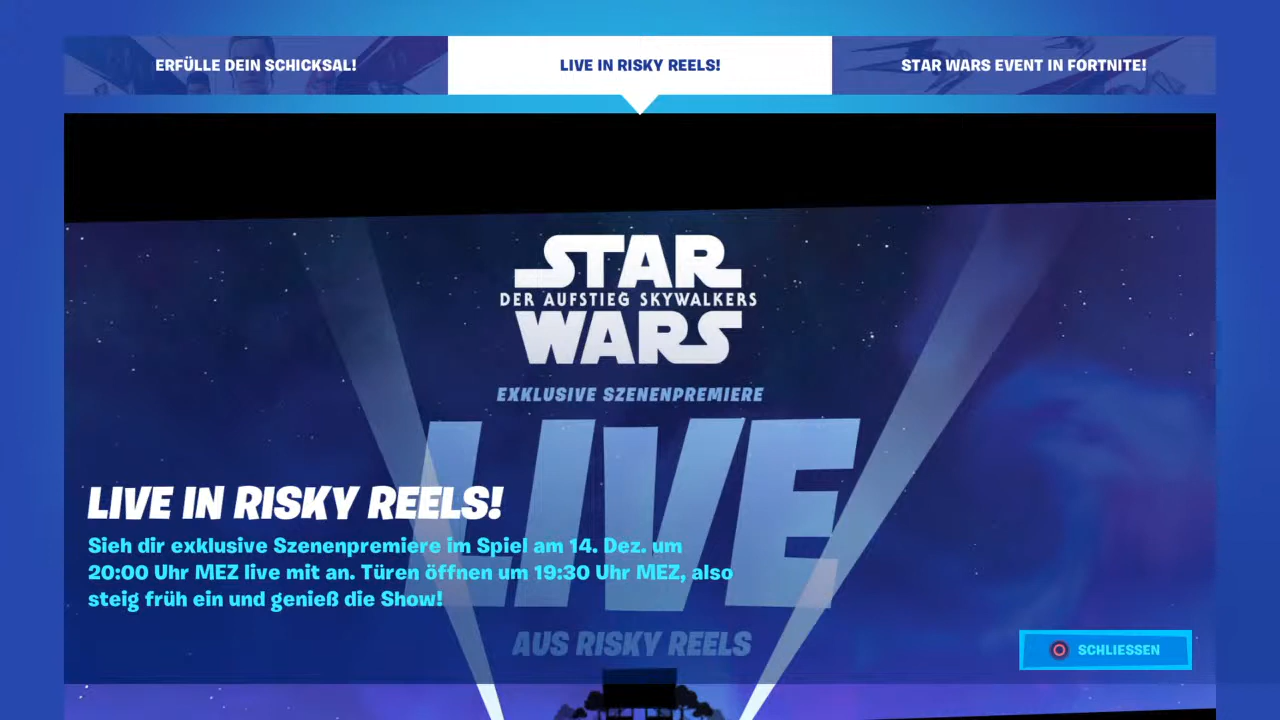 ERFÜLLE DEIN SCHICKSAL!
LIVE IN RISKY REELS!
STAR WARS EVENT IN FORTNITE!
STAR
DER AUFSTIEG SKYWALKERS
WARS
EXKLUSIVE SZENENPREMIERE
LIVE
AUS RISKY REELS
LIVE IN RISKY REELS!
Sieh dir exklusive Szenenpremiere im Spiel am 14. Dez. um
20:00 Uhr MEZ live mit an. Türen öffnen um 19:30 Uhr MEZ, also
steig früh ein und genieß die Show!
SCHLIESSEN